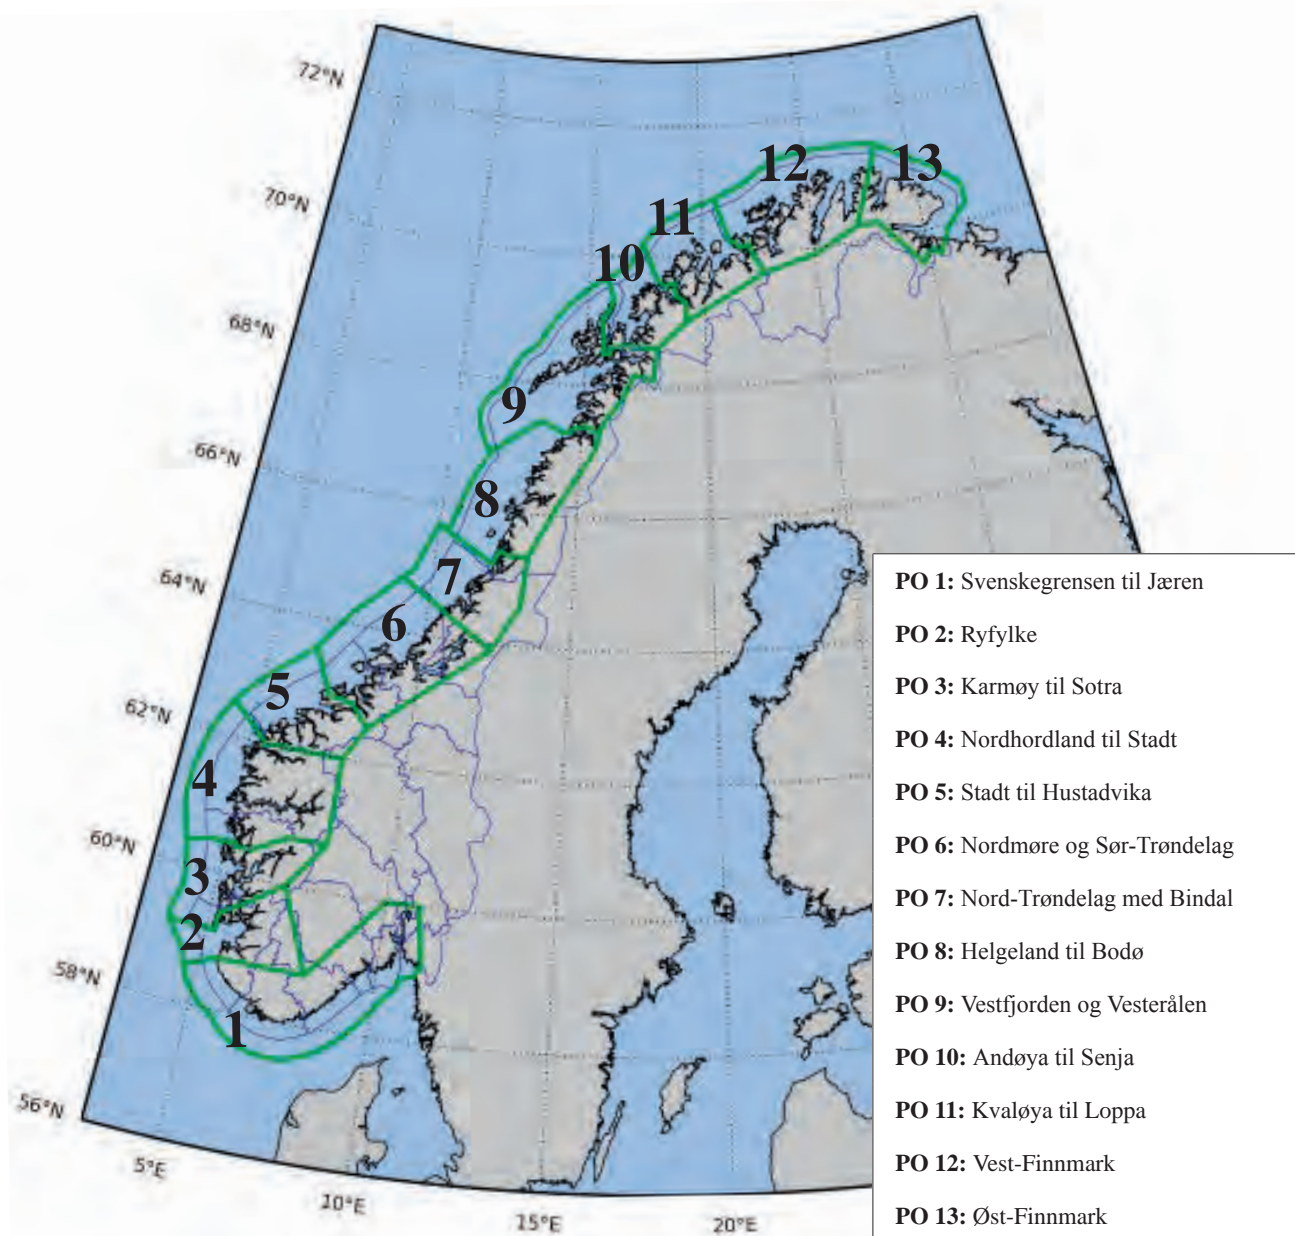 72°N
12
13
70°N
11
10
68°N
9
66°N
8
64°N
7
6
62°N
5
4
60°N
3
2
58°N
1
56°N
5°E
10°E
15°E
20°E
PO 1: Svenskegrensen til Jæren
PO 2: Ryfylke
PO 3: Karmøy til Sotra
PO 4: Nordhordland til Stadt
PO 5: Stadt til Hustadvika
PO 6: Nordmøre og Sør-Trøndelag
PO 7: Nord-Trøndelag med Bindal
PO 8: Helgeland til Bodø
PO 9: Vestfjorden og Vesterålen
PO 10: Andøya til Senja
PO 11: Kvaløya til Loppa
PO 12: Vest-Finnmark
PO 13: Øst-Finnmark